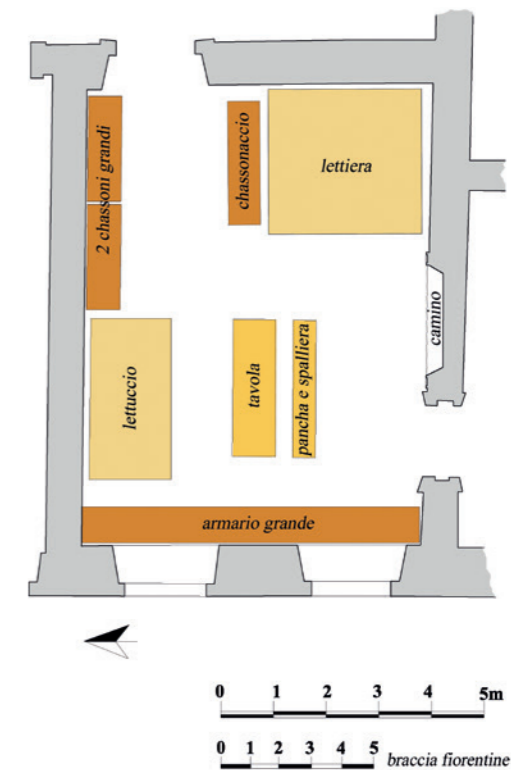 2 chassoni grandi
chassonaccio
lettiera
camino
lettuccio
tavola
pancha e spalliera
armario grande
0 1 2 3 4 5m
0 1 2 3 4 5 braccia fiorentine